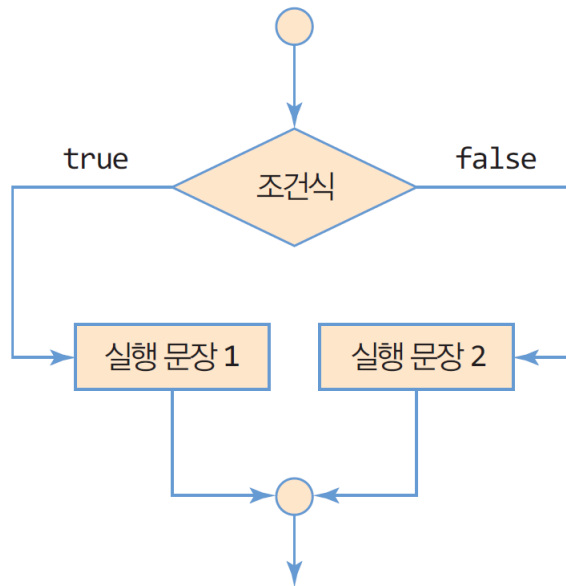 true
false
조건식
실행 문장 1
실행 문장 2